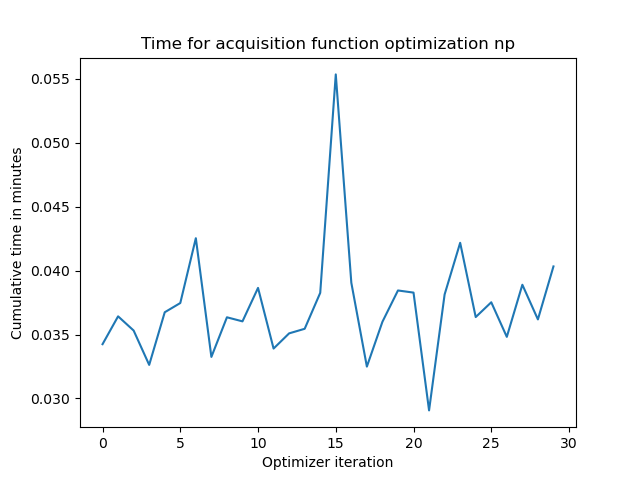 Time for acquisition function optimization np
Cumulative time in minutes
0.055
0.050
0.045
0.040
0.035
0.030
0 5 10 15 20 25 30
Optimizer iteration